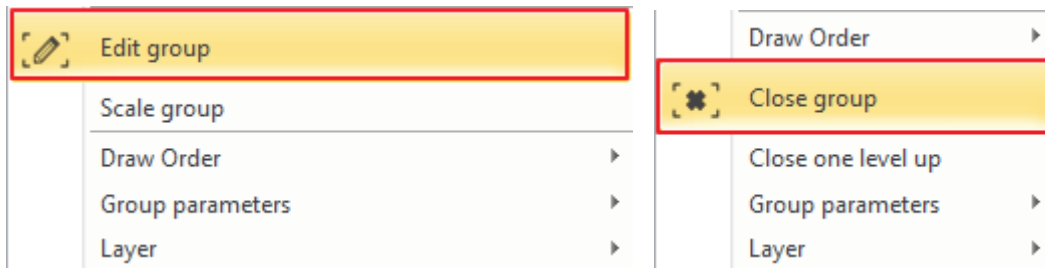 Edit group
Scale group
Draw Order
Group parameters
Layer
Draw Order
Close group
Close one level up
Group parameters
Layer